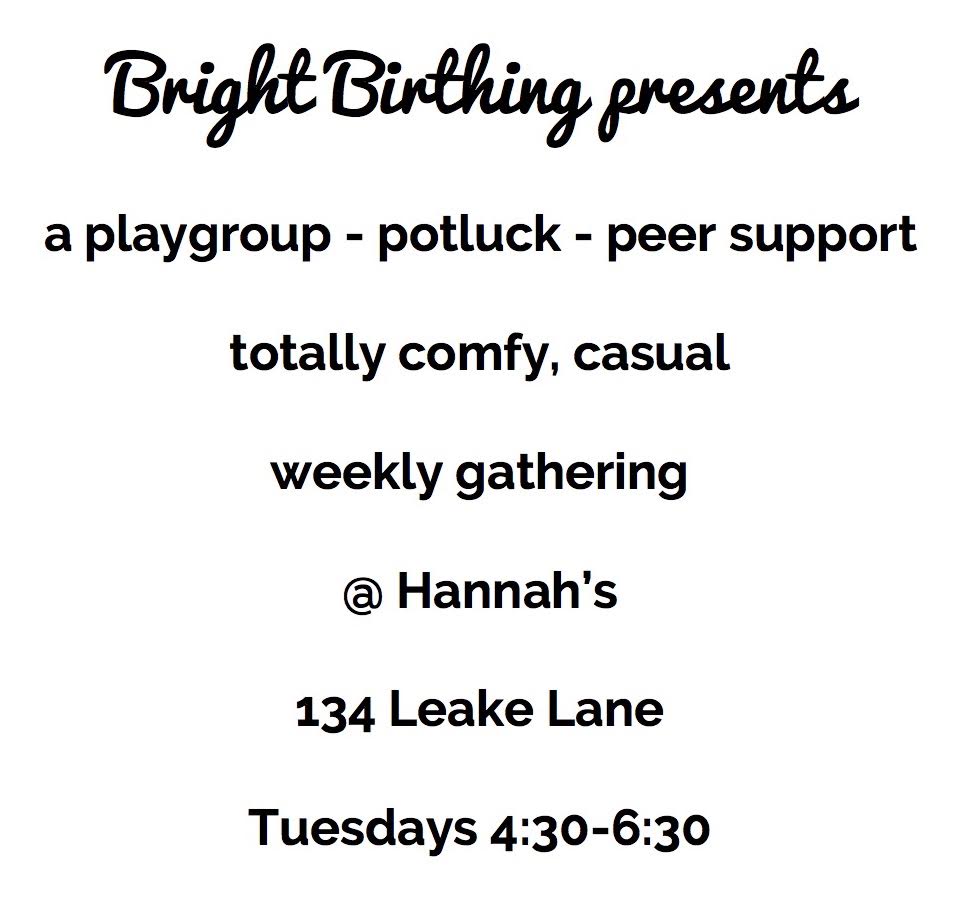 Bright Birthing presents
a playgroup - potluck - peer support
totally comfy, casual
weekly gathering
@ Hannah’s
134 Leake Lane
Tuesdays 4:30-6:30